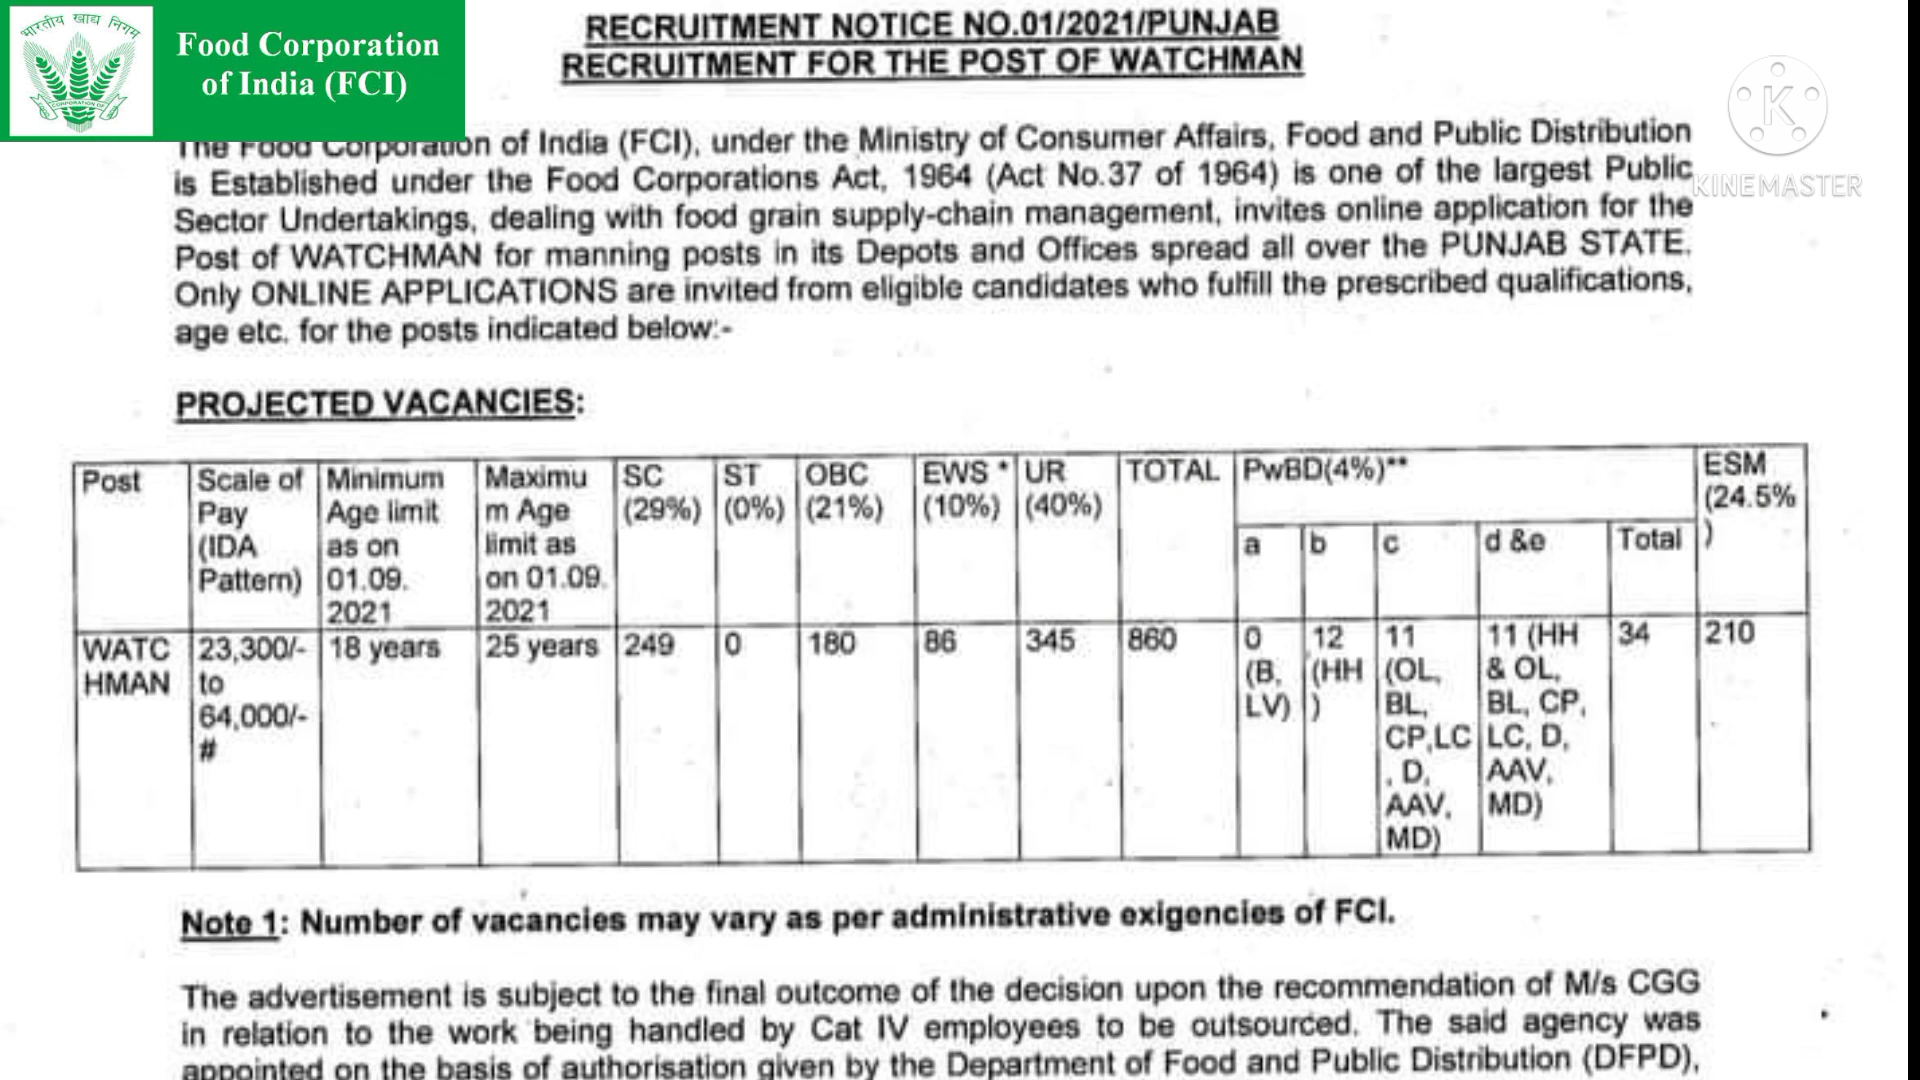 भारतीय खाद्य निगम
Food Corporation
of India (FCI)
RECRUITMENT NOTICE NO.01/2021/PUNJAB
RECRUITMENT FOR THE POST OF WATCHMAN
K
KINEMASTER
The Food Corporation of India (FCI), under the Ministry of Consumer Affairs, Food and Public Distribution
is Established under the Food Corporations Act, 1964 (Act No.37 of 1964) is one of the largest Public
Sector Undertakings, dealing with food grain supply-chain management, invites online application for the
Post of WATCHMAN for manning posts in its Depots and Offices spread all over the PUNJAB STATE.
Only ONLINE APPLICATIONS are invited from eligible candidates who fulfill the prescribed qualifications,
age etc. for the posts indicated below:-
PROJECTED VACANCIES:
Post
Scale of
Pay
(IDA
Pattern)
Minimum
Age limit
as on
01.09.
2021
Maximu
m Age
limit as
on 01.09.
2021
SC
(29%)
ST
(0%)
OBC
(21%)
EWS *
(10%)
UR
(40%)
TOTAL
PwBD(4%)**
a
b
c
d &e
Total
ESM
(24.5%
)
WATC
HMAN
23,300/-
to
64,000/-
#
18 years
25 years
249
0
180
86
345
860
0
(B,
LV)
12
(HH
)
11
(OL,
BL,
CP,LC
, D,
AAV,
MD)
11 (HH
& OL,
BL, CP,
LC, D,
AAV,
MD)
34
210
Note 1: Number of vacancies may vary as per administrative exigencies of FCI.
The advertisement is subject to the final outcome of the decision upon the recommendation of M/s CGG
in relation to the work being handled by Cat IV employees to be outsourced. The said agency was
appointed on the basis of authorisation given by the Department of Food and Public Distribution (DFPD),